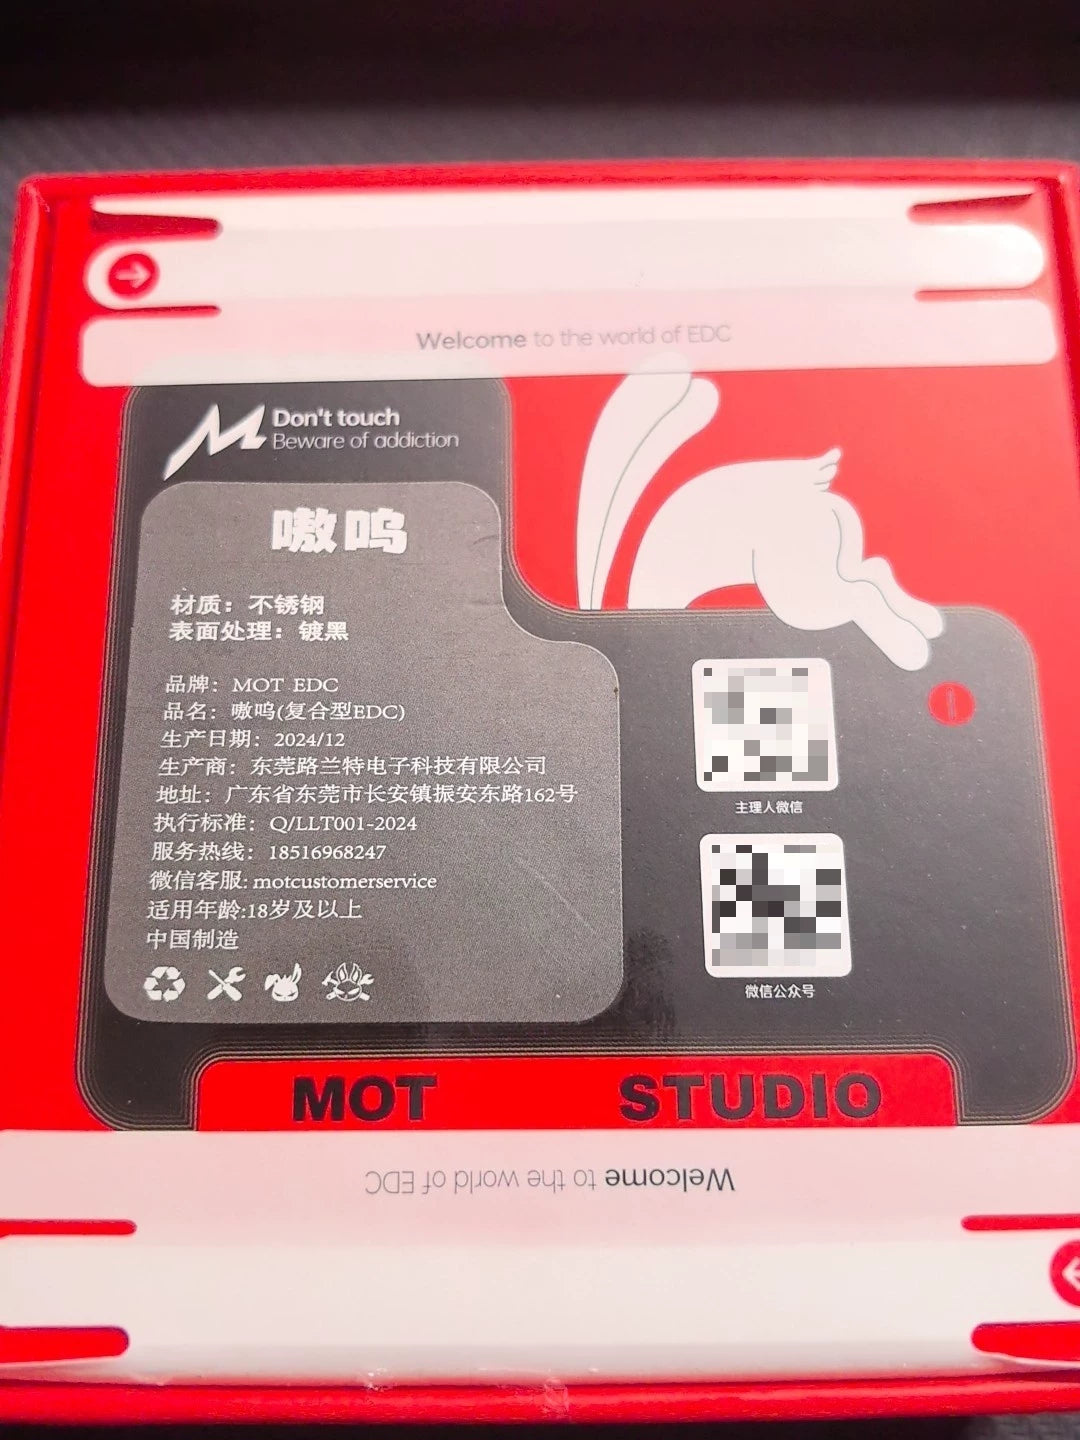 Welcome to the world of EDC
Don't touch
Beware of addiction
嗷呜
材质：不锈钢
表面处理：镀黑
品牌：MOT EDC
品名：嗷呜(复合型EDC)
生产日期：2024/12
生产商：东莞路兰特电子科技有限公司
地址：广东省东莞市长安镇振安东路162号
执行标准：Q/LLT001-2024
服务热线：18516968247
微信客服:motcustomerservice
适用年龄:18岁及以上
中国制造
主理人微信
微信公众号
MOT STUDIO
Welcome to the world of EDC